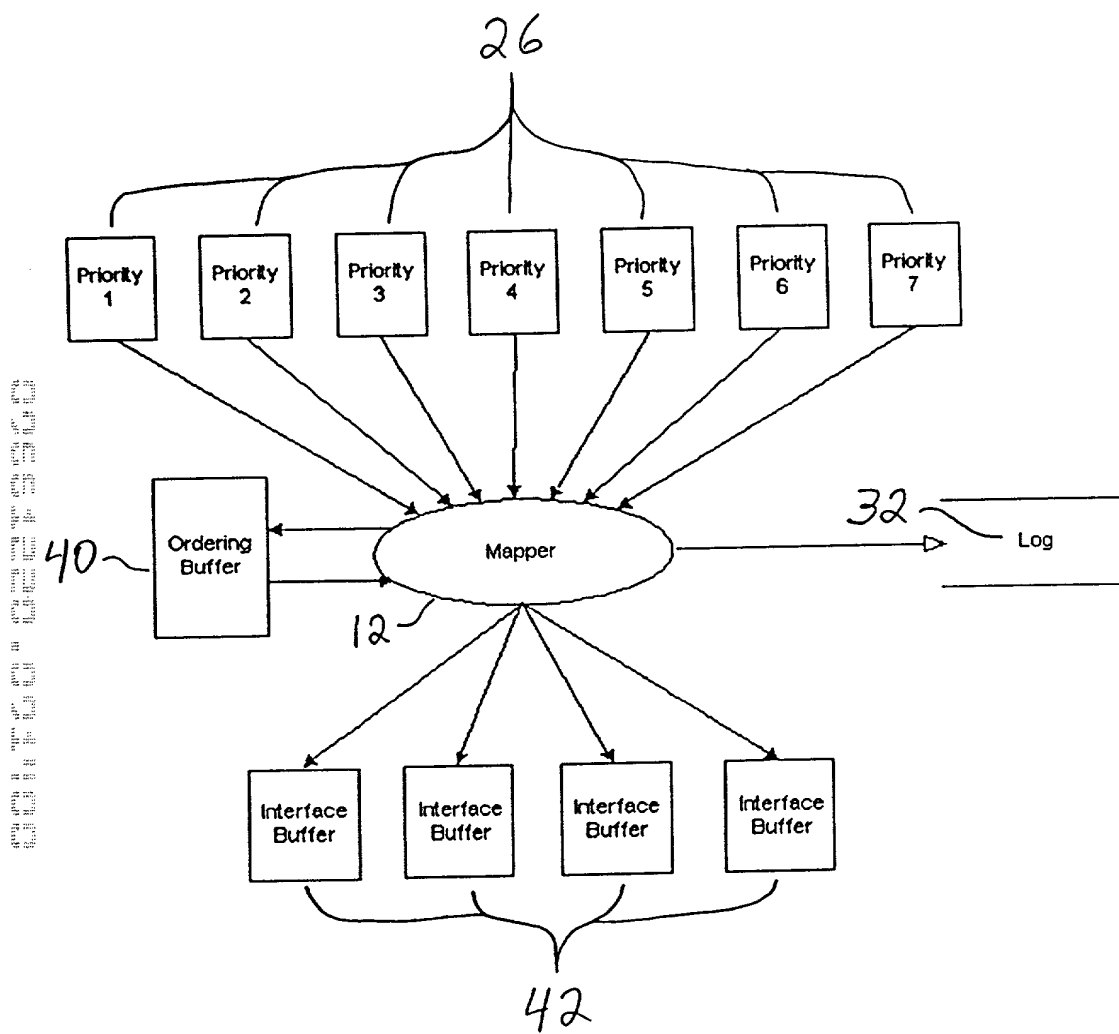 26
Priority
1
Priority
2
Priority
3
Priority
4
Priority
5
Priority
6
Priority
7
40
Ordering
Buffer
Mapper
12
32
Log
Interface
Buffer
Interface
Buffer
Interface
Buffer
Interface
Buffer
42